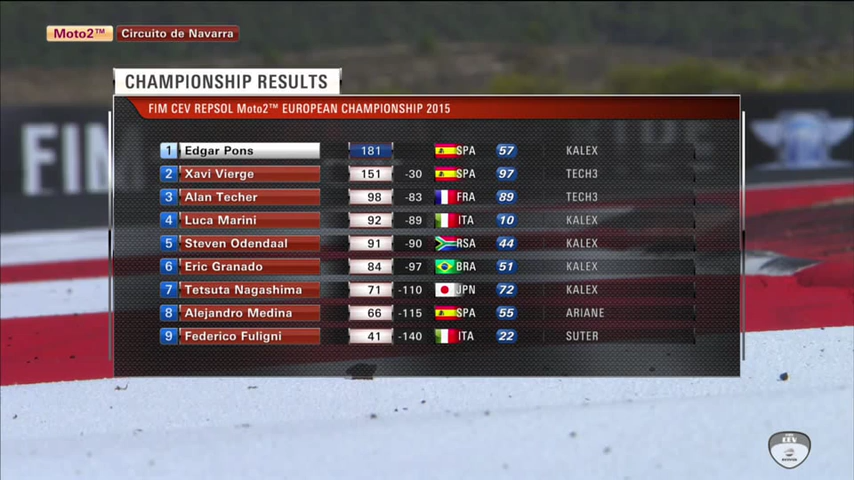 Moto2™ Circuito de Navarra
CHAMPIONSHIP RESULTS
FIM CEV REPSOL Moto2™ EUROPEAN CHAMPIONSHIP 2015
1 Edgar Pons 181 SPA 57 KALEX
2 Xavi Vierge 151 -30 SPA 97 TECH3
3 Alan Techer 98 -83 FRA 89 TECH3
4 Luca Marini 92 -89 ITA 10 KALEX
5 Steven Odendaal 91 -90 RSA 44 KALEX
6 Eric Granado 84 -97 BRA 51 KALEX
7 Tetsuta Nagashima 71 -110 JPN 72 KALEX
8 Alejandro Medina 66 -115 SPA 55 ARIANE
9 Federico Fuligni 41 -140 ITA 22 SUTER
FIM
CEV